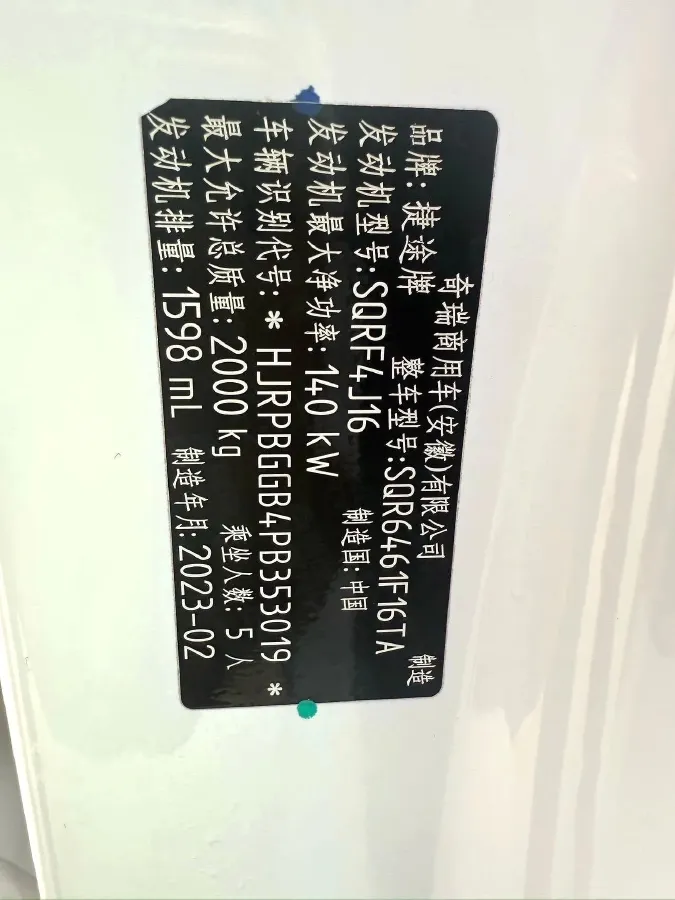 奇瑞商用车(安徽)有限公司 制造
品牌: 捷途牌 整车型号:SQR6461F16TA
发动机型号:SQRF4J16 制造国: 中国
发动机最大净功率: 140 kW
车辆识别代号: * HJRPBGGB4PB353019 *
最大允许总质量: 2000 kg 乘坐人数: 5 人
发动机排量: 1598 mL 制造年月:2023-02